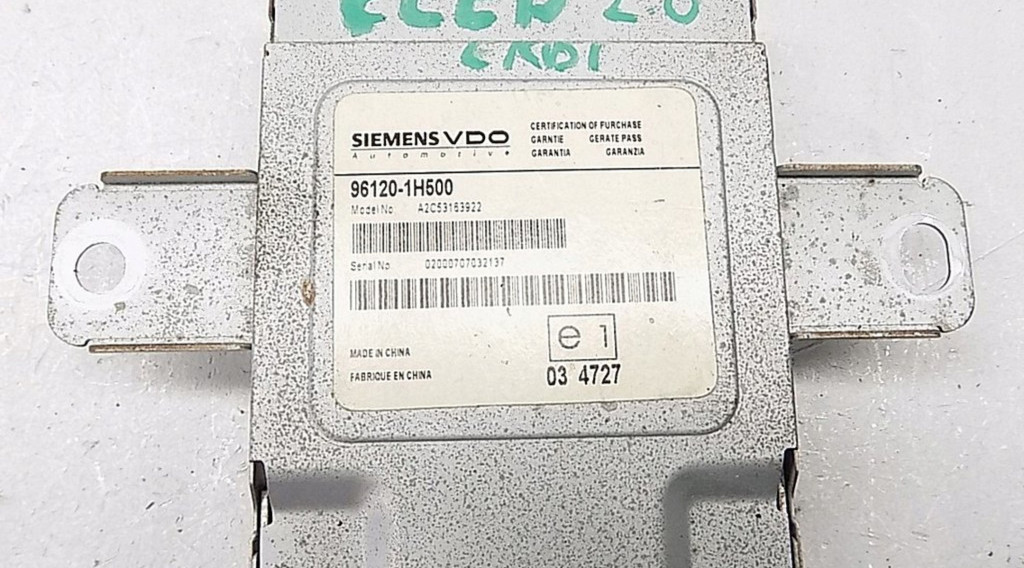 CEED 2.0
CRDI
SIEMENS VDO
Automotive
CERTIFICATION OF PURCHASE
GARNTIE GERATE PASS
GARANTIA GARANZIA
96120-1H500
Model No A2C53163922
Serial No 02000707032137
e 1
MADE IN CHINA
FABRIQUE EN CHINA
03 4727